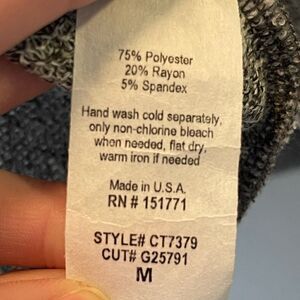 75% Polyester
20% Rayon
5% Spandex
Hand wash cold separately,
only non-chlorine bleach
when needed, flat dry,
warm iron if needed
Made in U.S.A.
RN # 151771
STYLE# CT7379
CUT# G25791
M